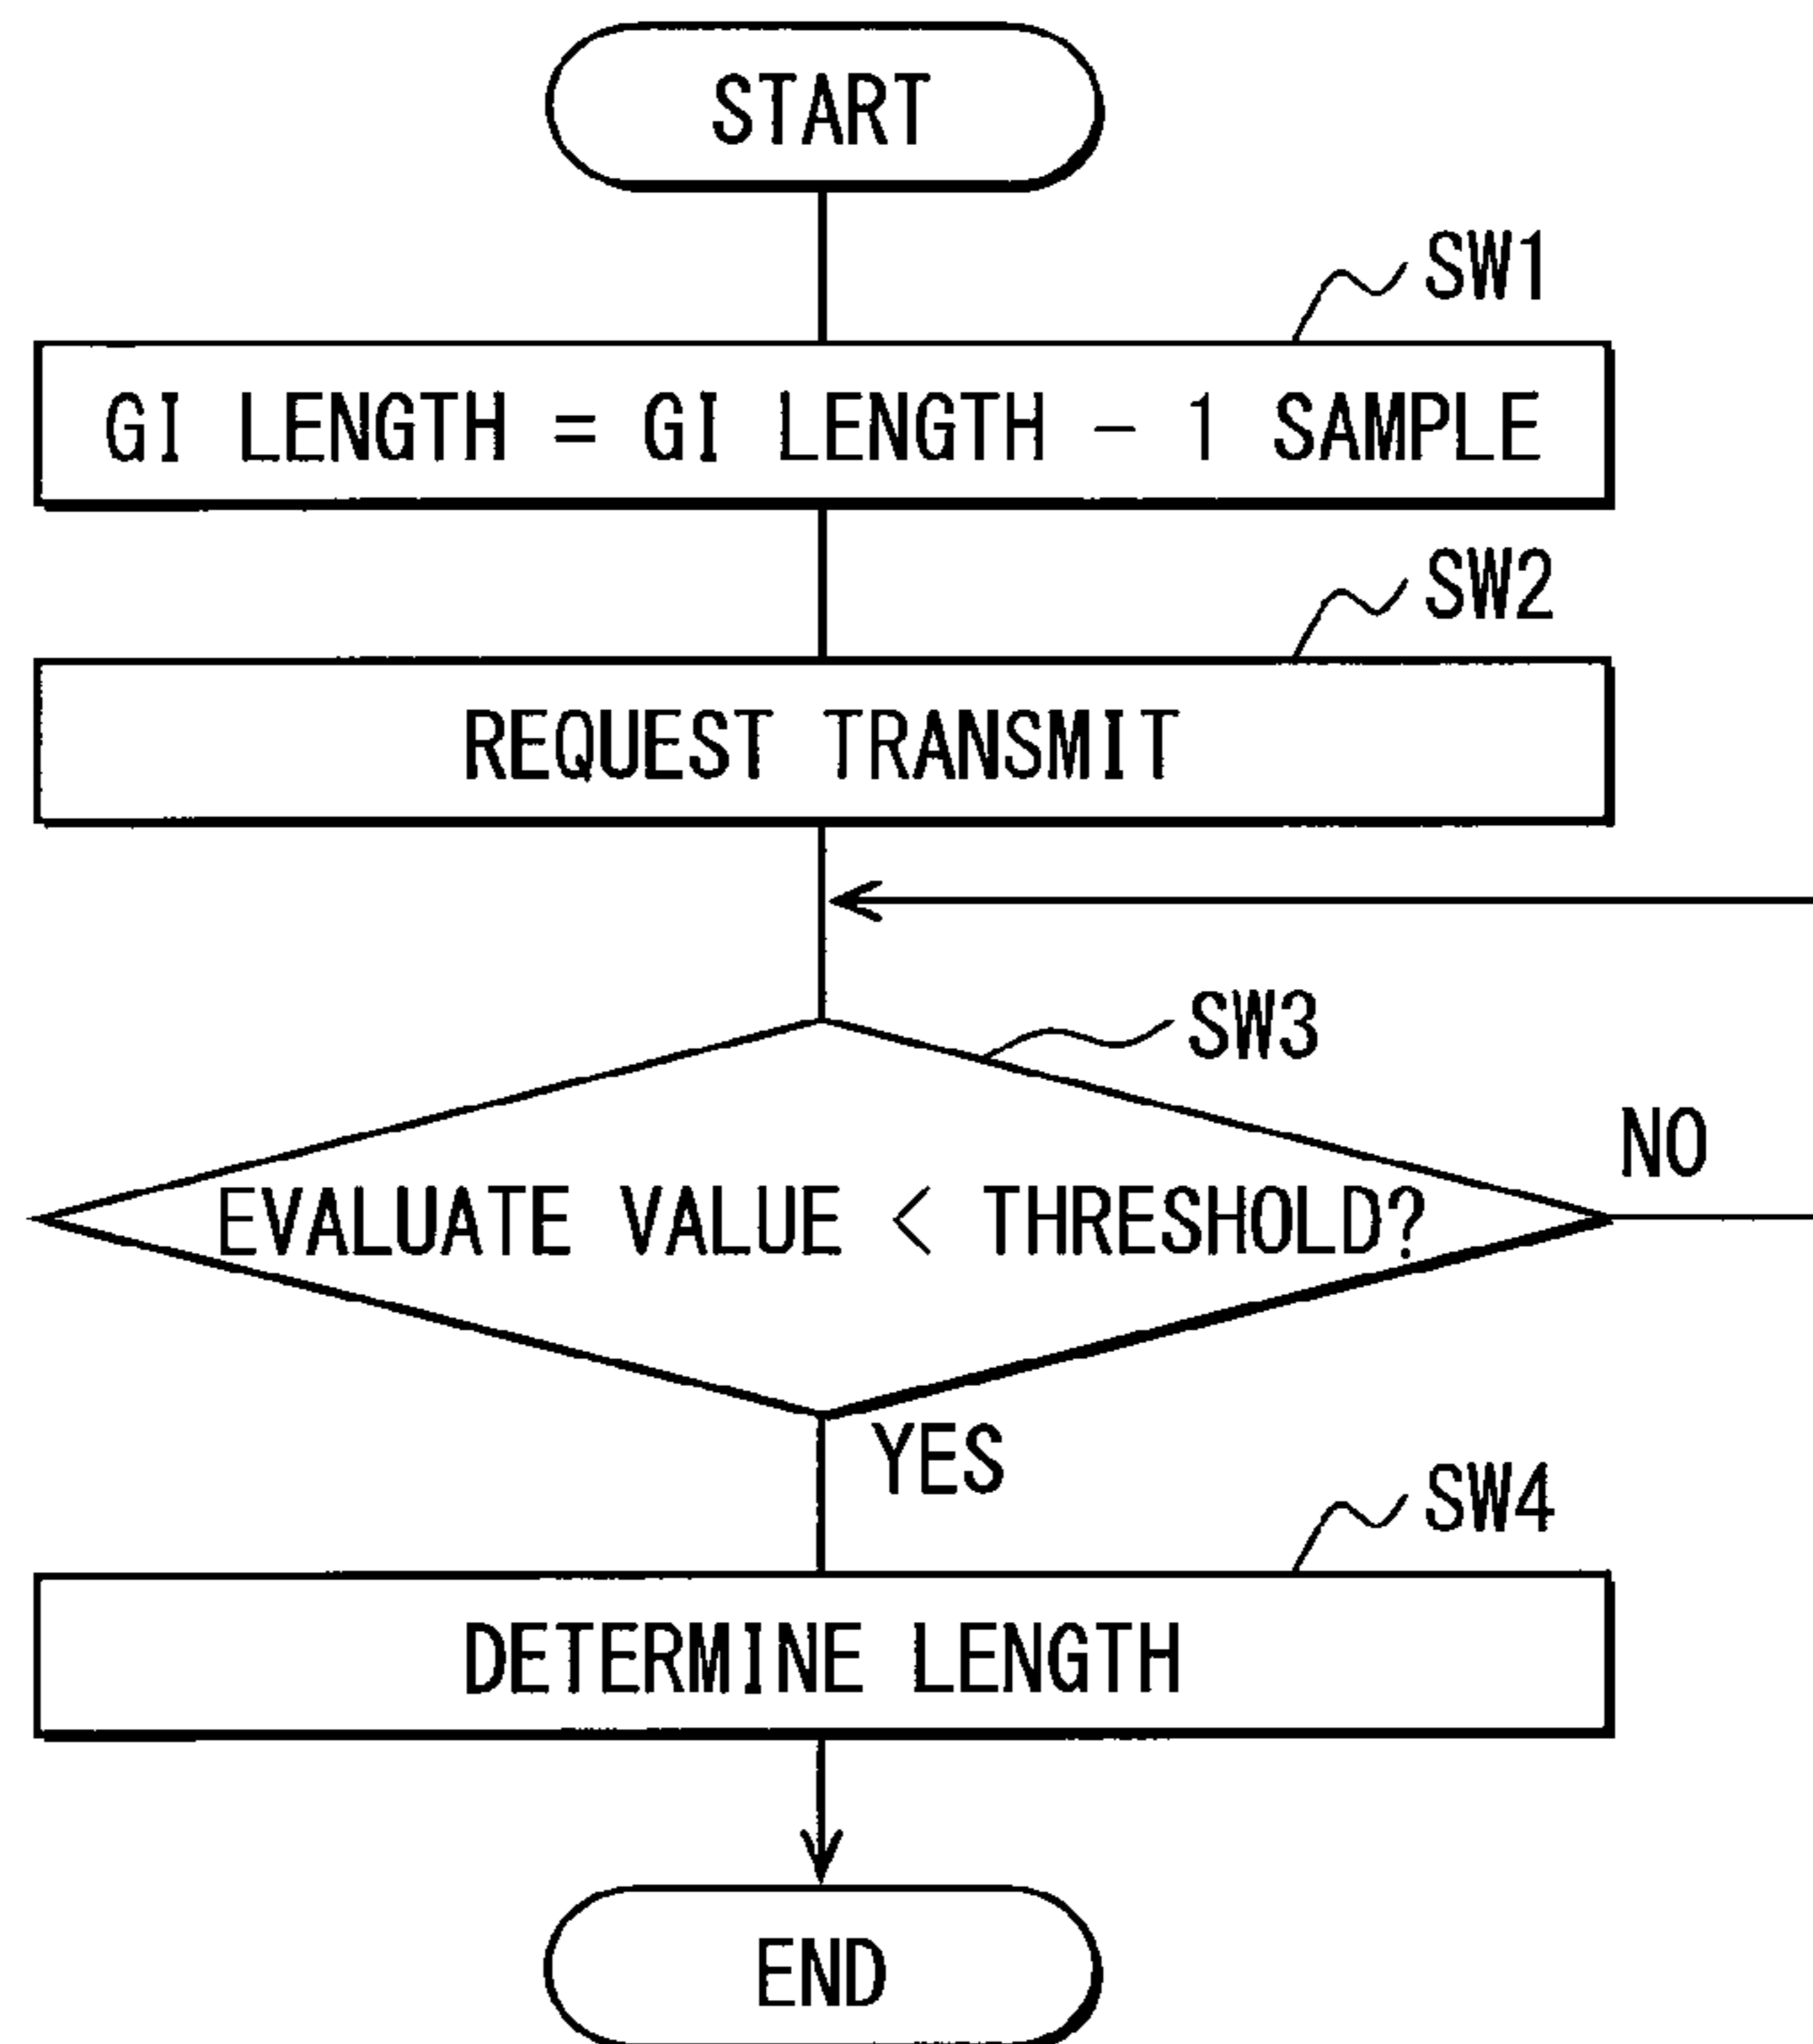 START
SW1
GI LENGTH = GI LENGTH - 1 SAMPLE
SW2
REQUEST TRANSMIT
SW3
NO
EVALUATE VALUE < THRESHOLD?
YES
SW4
DETERMINE LENGTH
END